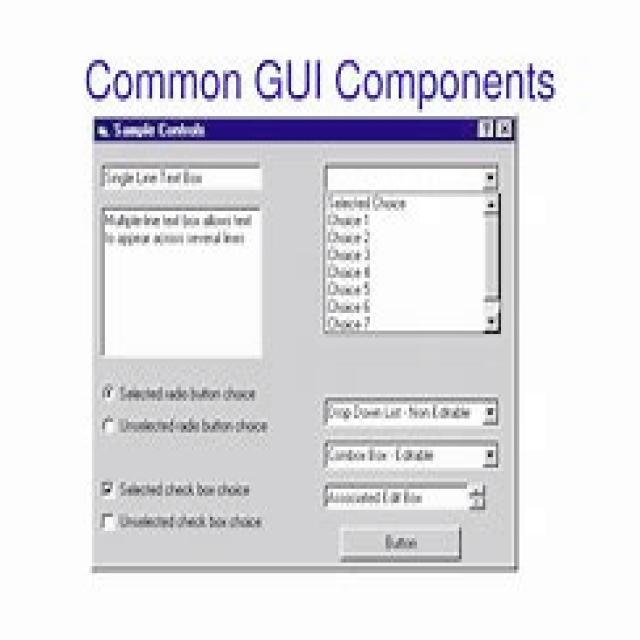 Common GUI Components
Sample Controls
Single Line Text Box
Multiple-line text box allows text
to appear across several lines
Selected radio button choice
Unselected radio button choice
Selected check box choice
Unselected check box choice
Selected Choice
Choice 1
Choice 2
Choice 3
Choice 4
Choice 5
Choice 6
Choice 7
Drop Down List - Non Editable
Combox Box - Editable
Associated Edit Box
Button